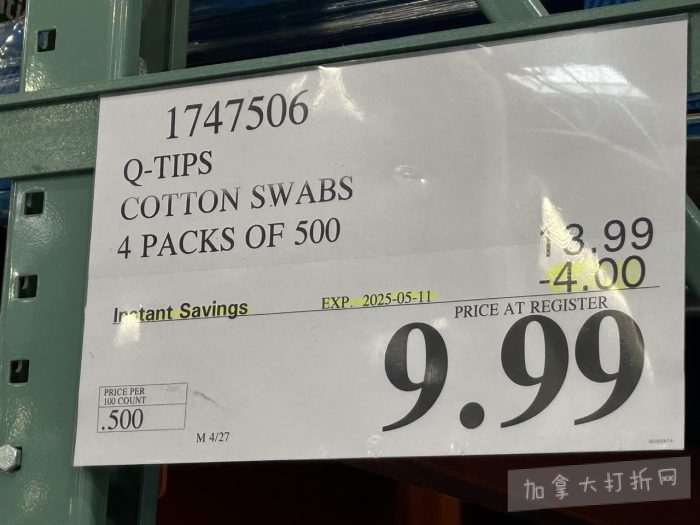 1747506
Q-TIPS
COTTON SWABS
4 PACKS OF 500
13.99
-4.00
Instant Savings EXP. 2025-05-11
PRICE AT REGISTER
9.99
PRICE PER
100 COUNT
.500
M 4/27
加拿大打折网